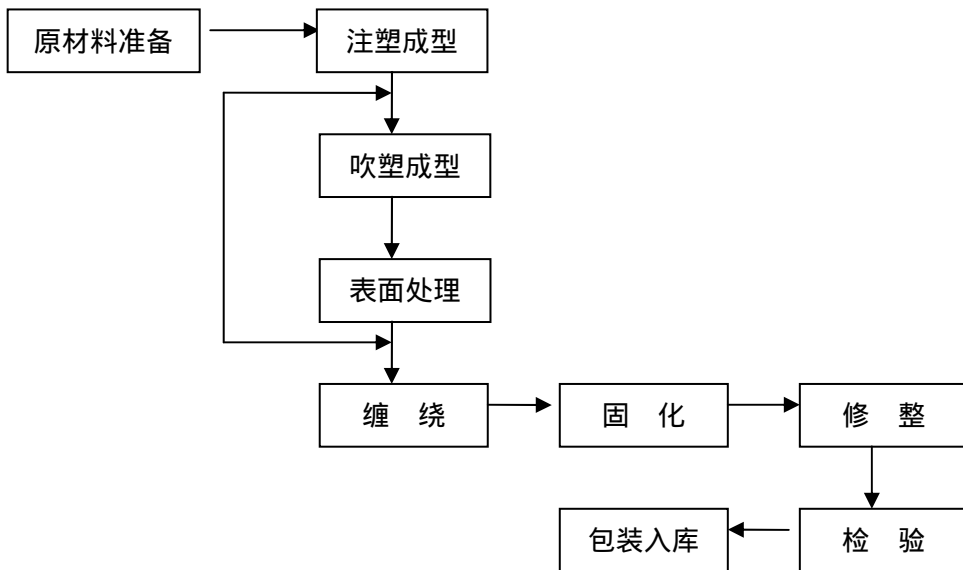 原材料准备
注塑成型
吹塑成型
表面处理
缠 绕
固 化
修 整
检 验
包装入库